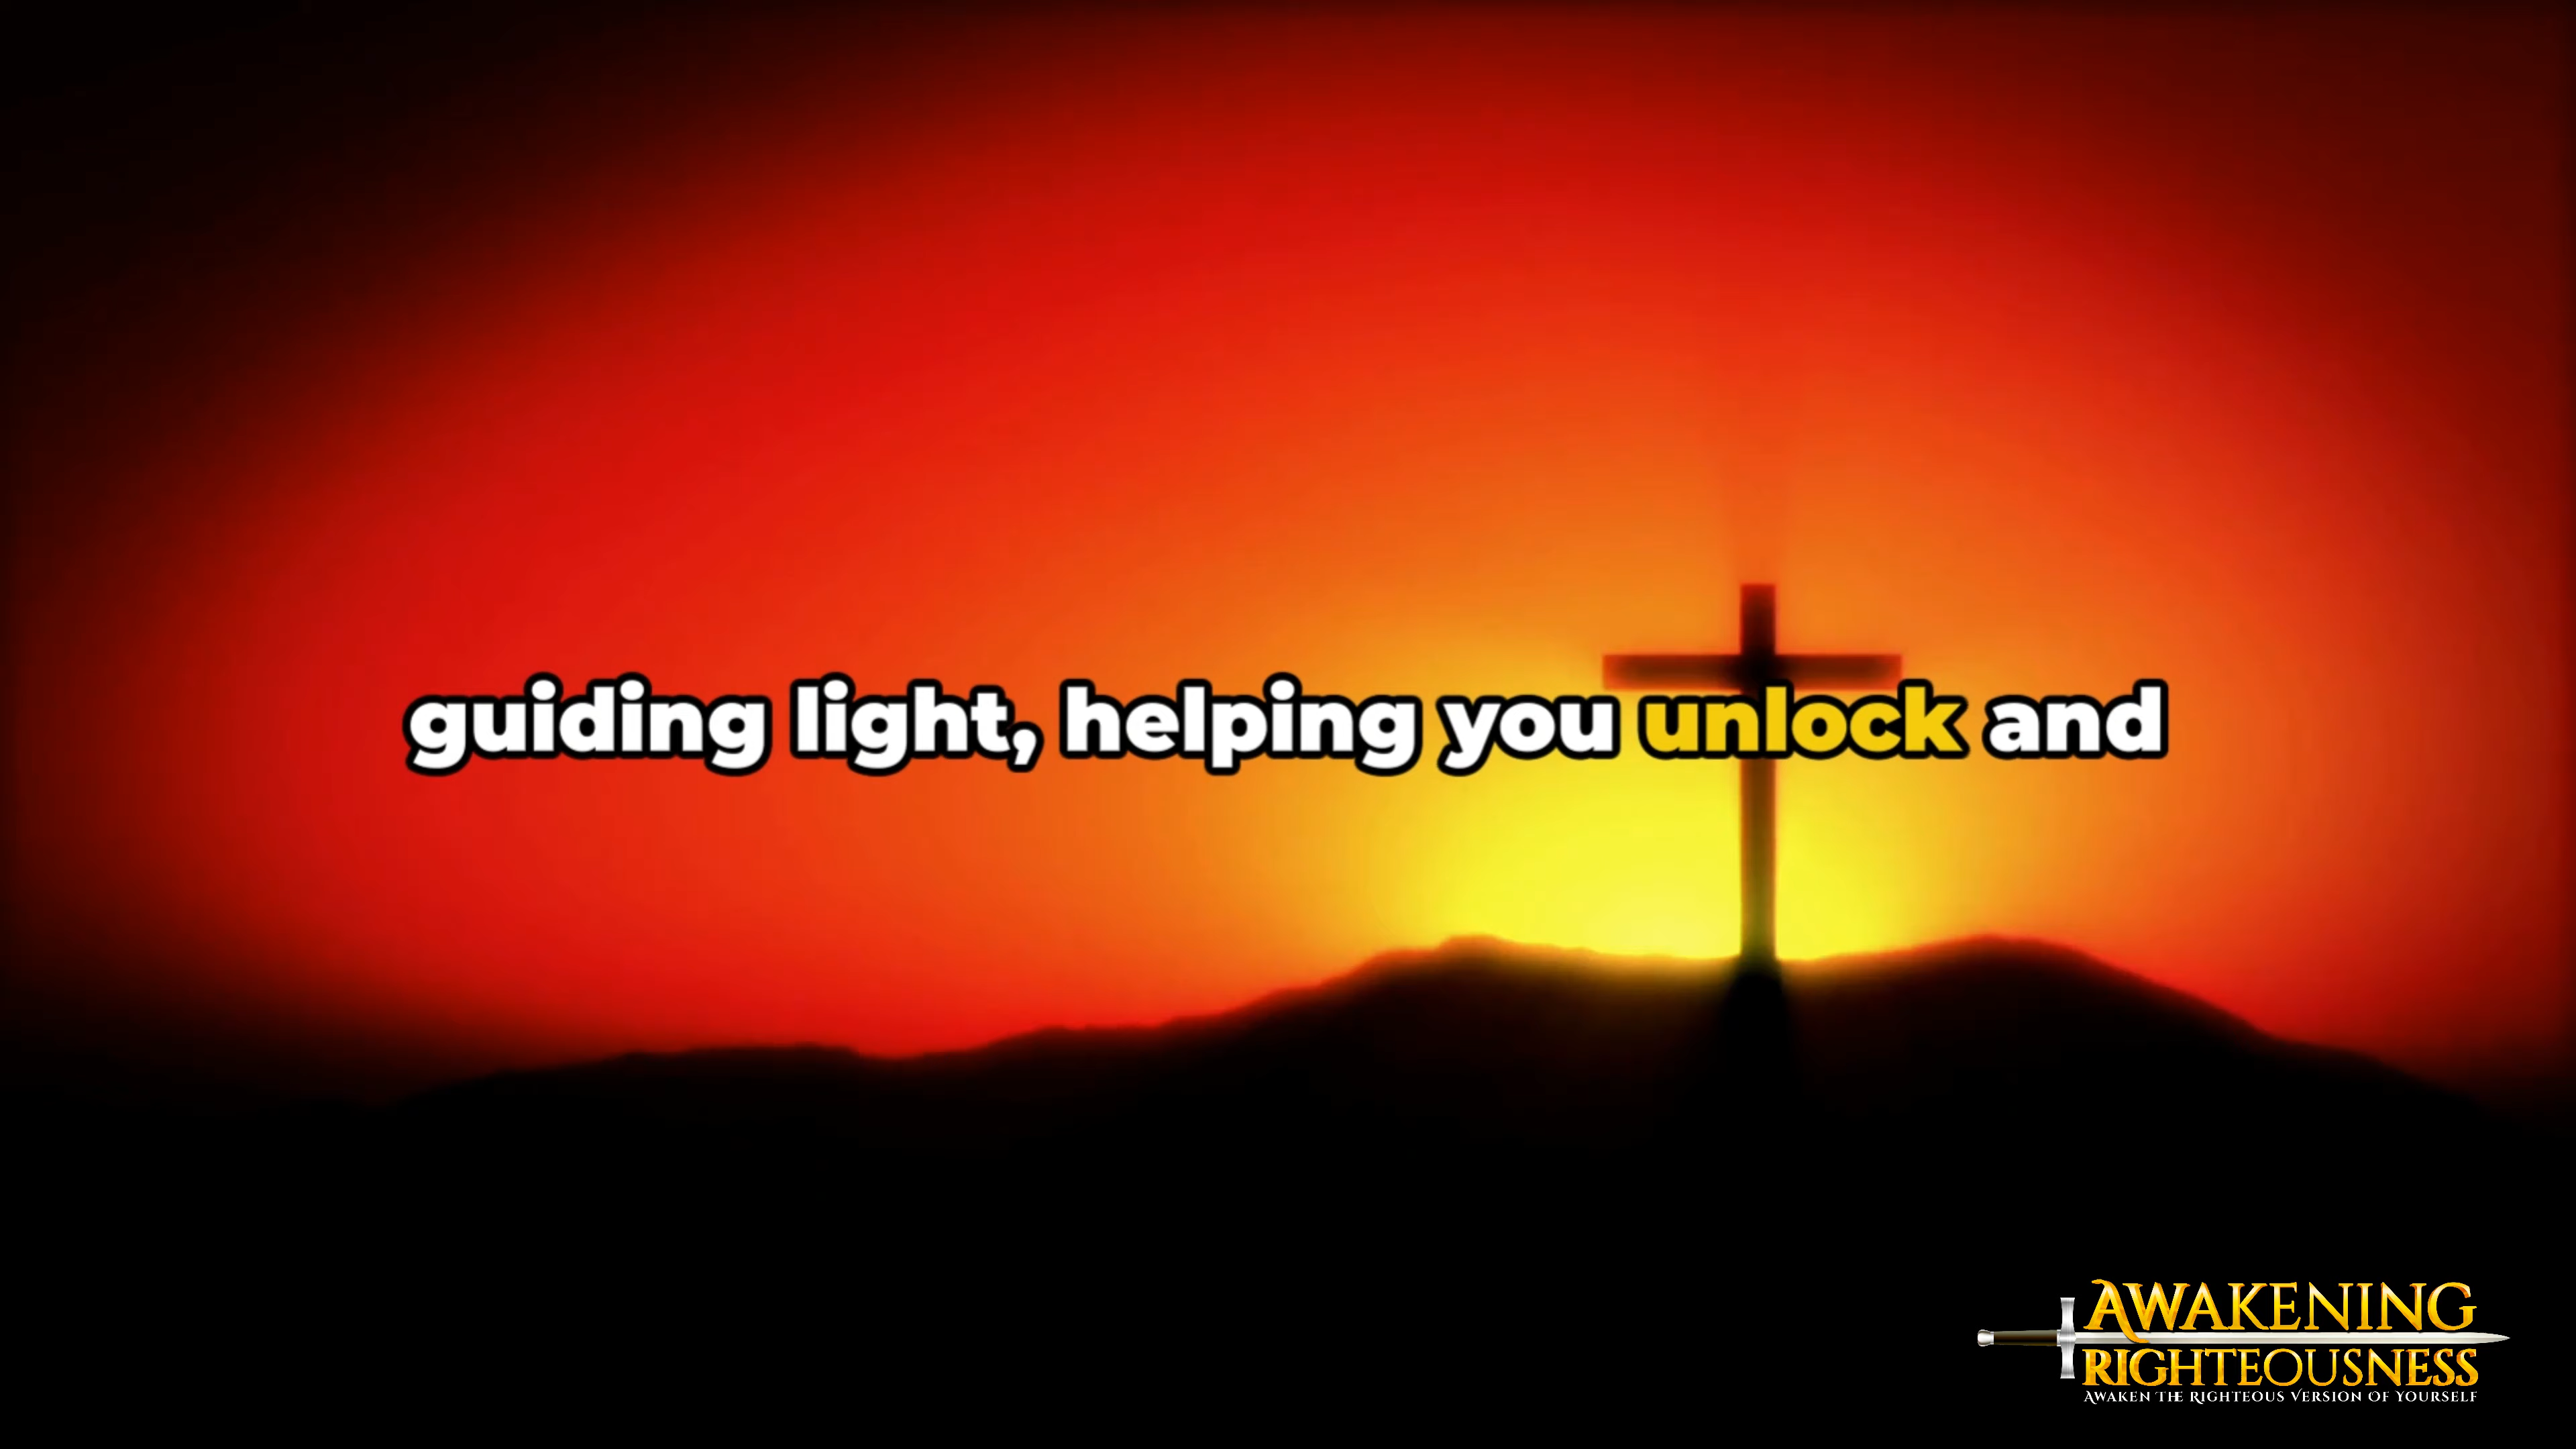 guiding light, helping you unlock and
AWAKENING
RIGHTEOUSNESS
AWAKEN THE RIGHTEOUS VERSION OF YOURSELF